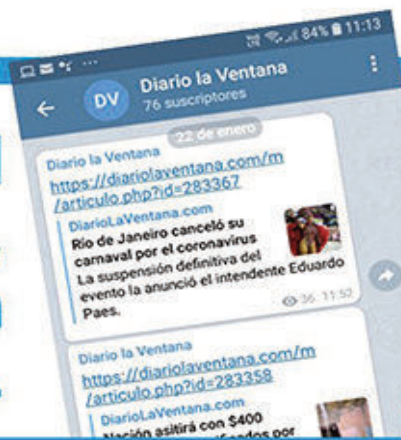 84% 11:13
DV
Diario la Ventana
76 suscriptores
22 de enero
Diario la Ventana
https://diariolaventana.com/m
/articulo.php?id=283367
DiarioLaVentana.com
Río de Janeiro canceló su
carnaval por el coronavirus
La suspensión definitiva del
evento la anunció el intendente Eduardo
Paes.
36 11:52
Diario la Ventana
https://diariolaventana.com/m
/articulo.php?id=283358
DiarioLaVentana.com
Nación asitirá con $400
por